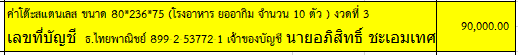 ค่าโต๊ะสแตนเลส ขนาด 80*236*75 (โรงอาหาร ยออากิม จำนวน 10 ตัว ) งวดที่ 3
90,000.00
เลขที่บัญชี ธ.ไทยพาณิชย์ 899-2-53772-1 เจ้าของบัญชี นายอภิสิทธิ์ ชะเอมเทศ